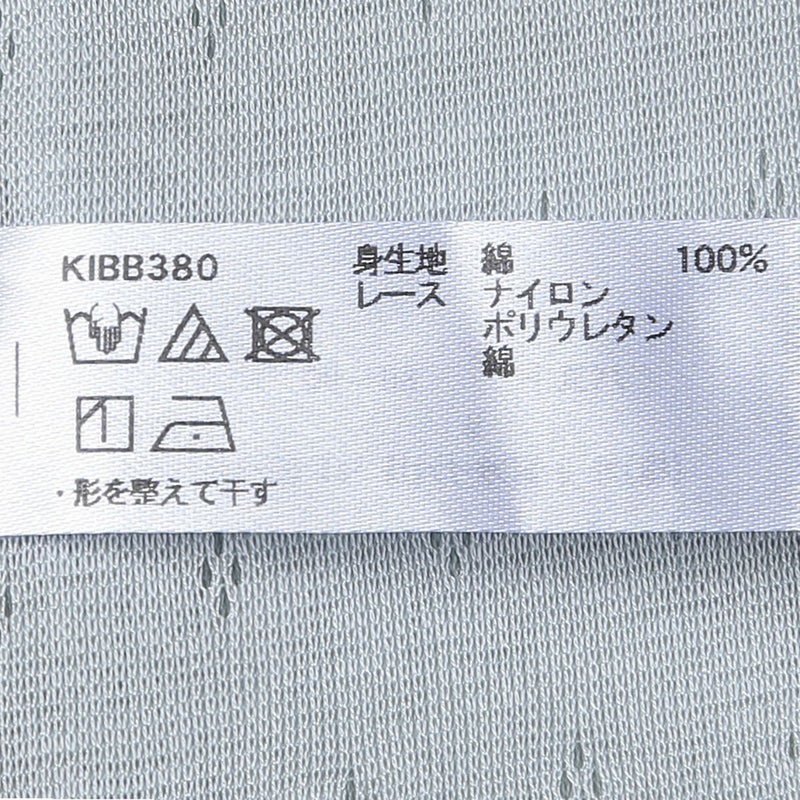 KIBB380
身生地 綿 100%
レース ナイロン
ポリウレタン
綿
・形を整えて干す